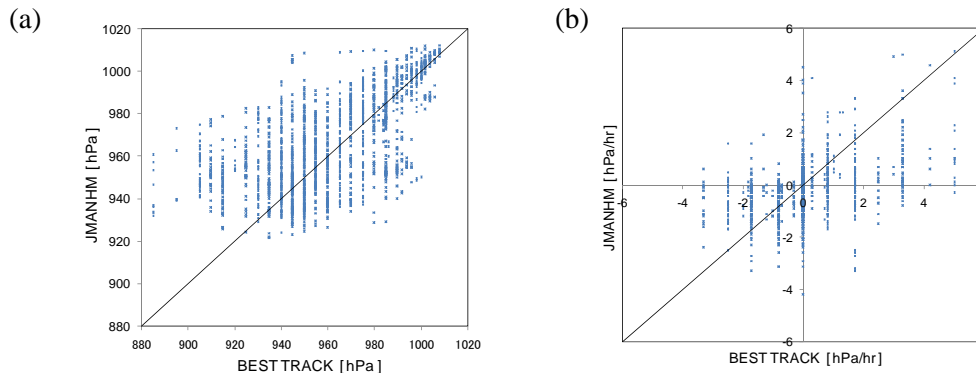 (a)
1020
1000
980
960
940
920
900
880
880 900 920 940 960 980 1000 1020
JMANHM [hPa]
BEST TRACK [hPa]
(b)
6
4
2
0
-2
-4
-6
-6 -4 -2 0 2 4
JMANHM [hPa/hr]
BEST TRACK [hPa/hr]